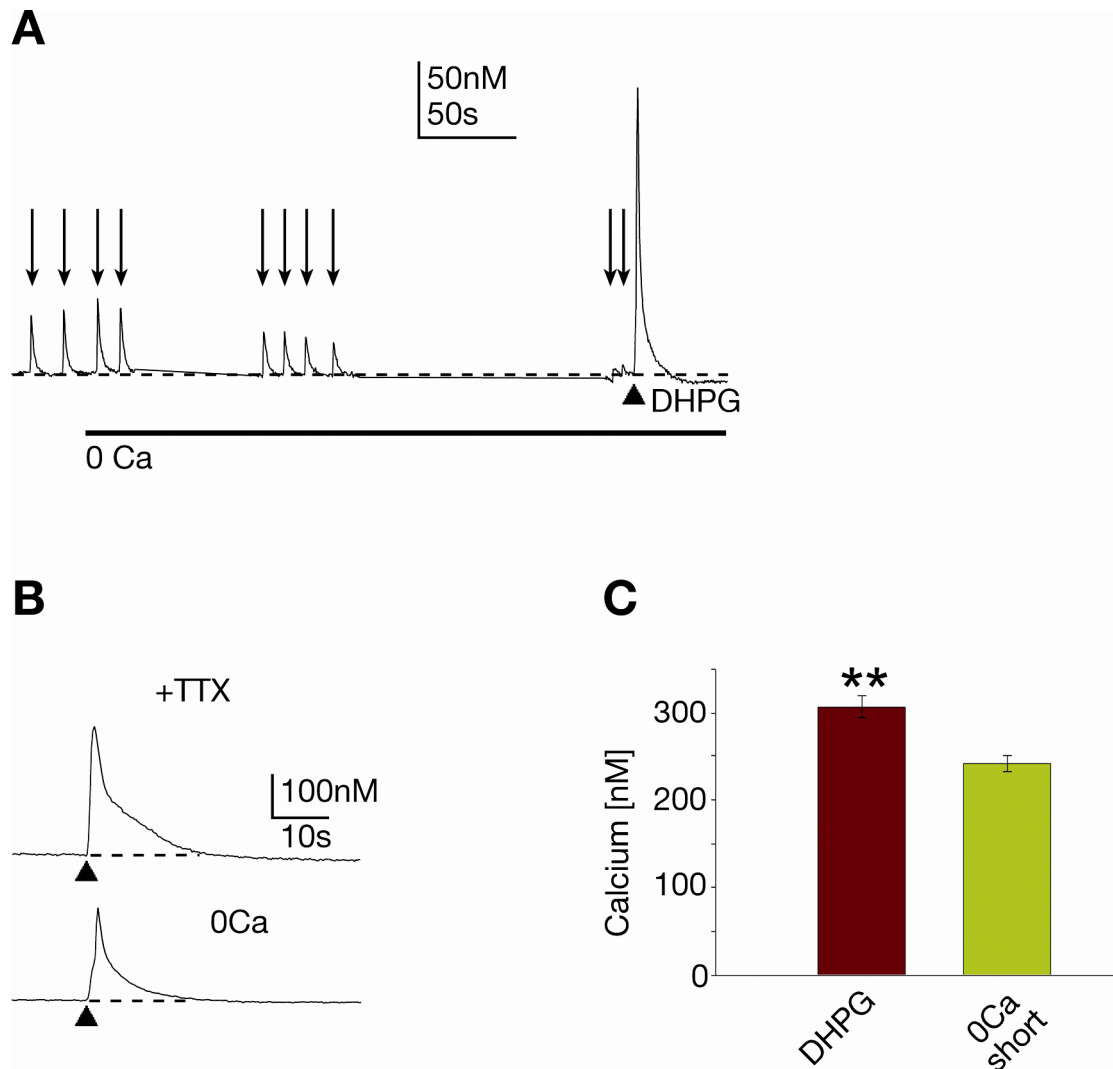 A
50nM
50s
DHPG
0 Ca
B
+TTX
100nM
10s
0Ca
C
**
Calcium [nM]
300
200
100
0
DHPG
0Ca
short